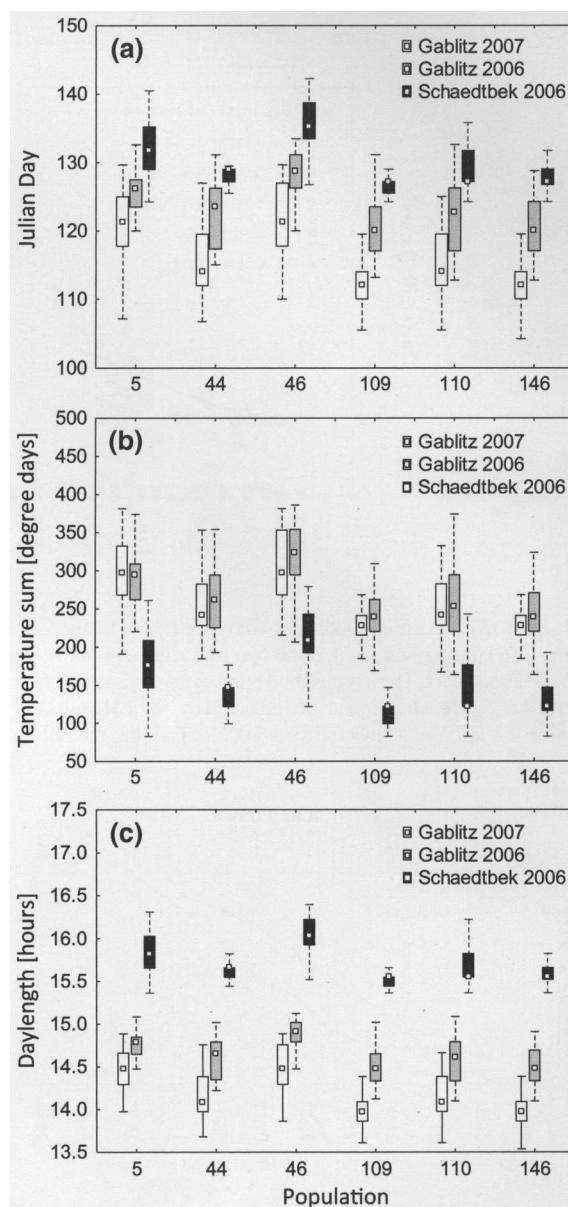 150
(a)
Gablitz 2007
Gablitz 2006
Schaedtbek 2006
140
130
120
110
100
Julian Day
5 44 46 109 110 146
500
(b)
Gablitz 2007
Gablitz 2006
Schaedtbek 2006
450
400
350
300
250
200
150
100
50
Temperature sum [degree days]
5 44 46 109 110 146
17.5
(c)
Gablitz 2007
Gablitz 2006
Schaedtbek 2006
17.0
16.5
16.0
15.5
15.0
14.5
14.0
13.5
Daylength [hours]
5 44 46 109 110 146
Population